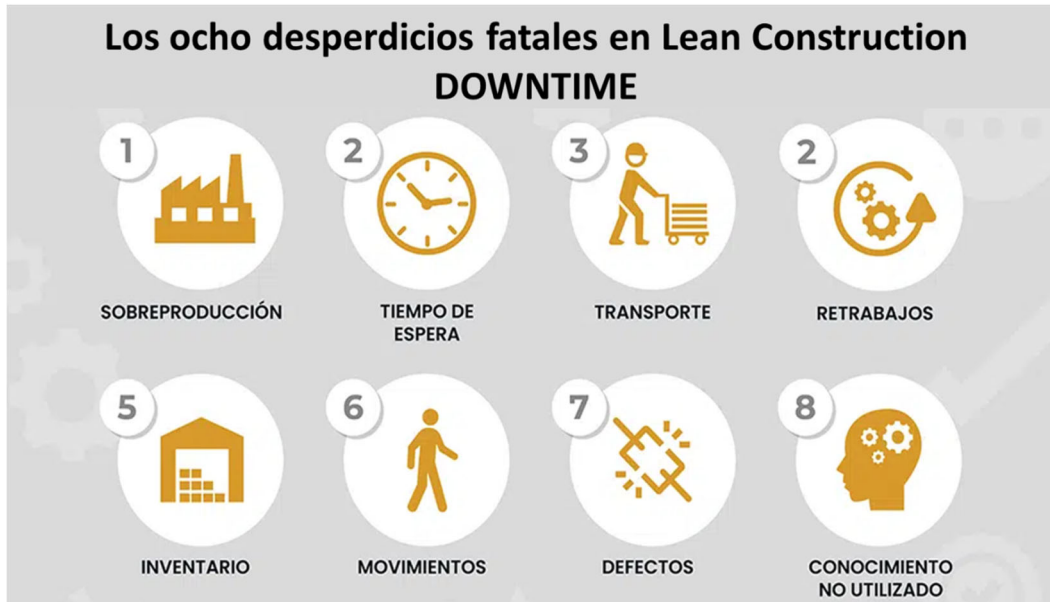 Los ocho desperdicios fatales en Lean Construction
DOWNTIME
1
SOBREPRODUCCIÓN
2
TIEMPO DE
ESPERA
3
TRANSPORTE
2
RETRABAJOS
5
INVENTARIO
6
MOVIMIENTOS
7
DEFECTOS
8
CONOCIMIENTO
NO UTILIZADO